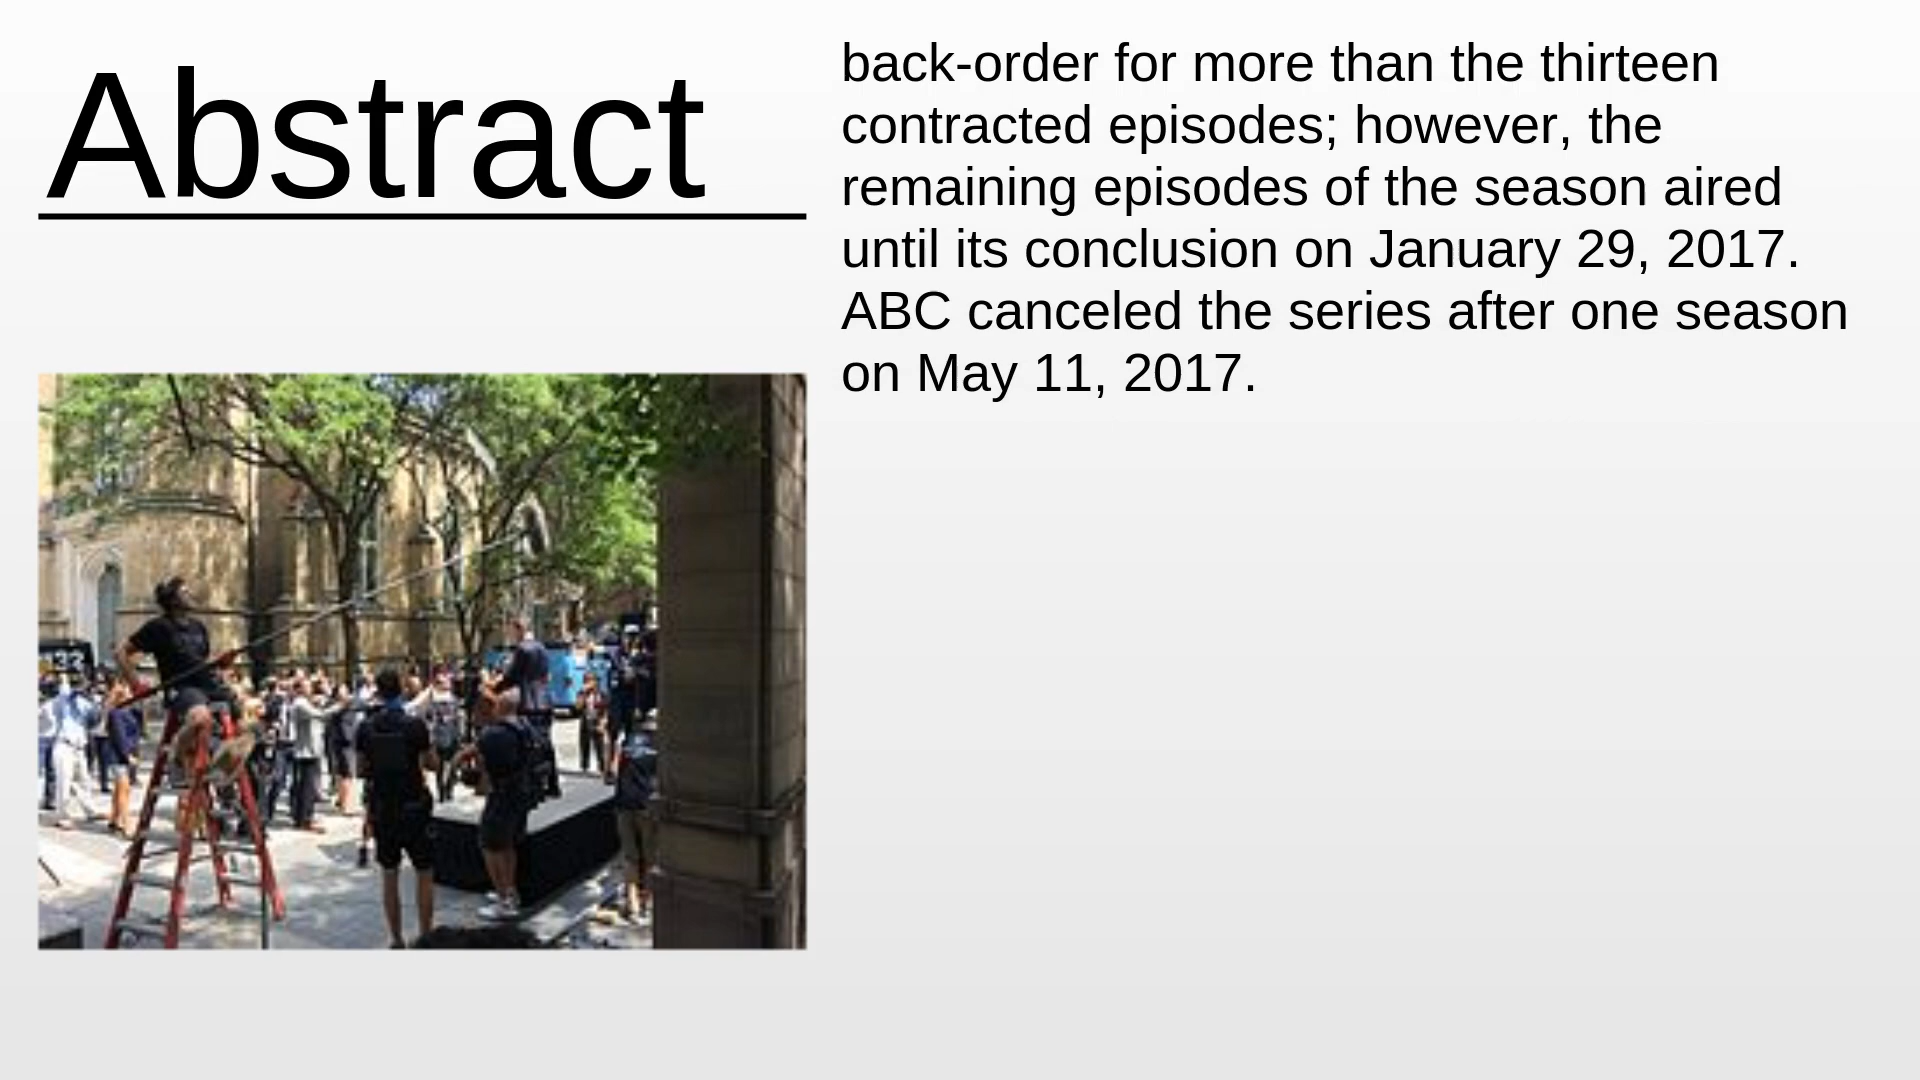 Abstract
back-order for more than the thirteen
contracted episodes; however, the
remaining episodes of the season aired
until its conclusion on January 29, 2017.
ABC canceled the series after one season
on May 11, 2017.
132